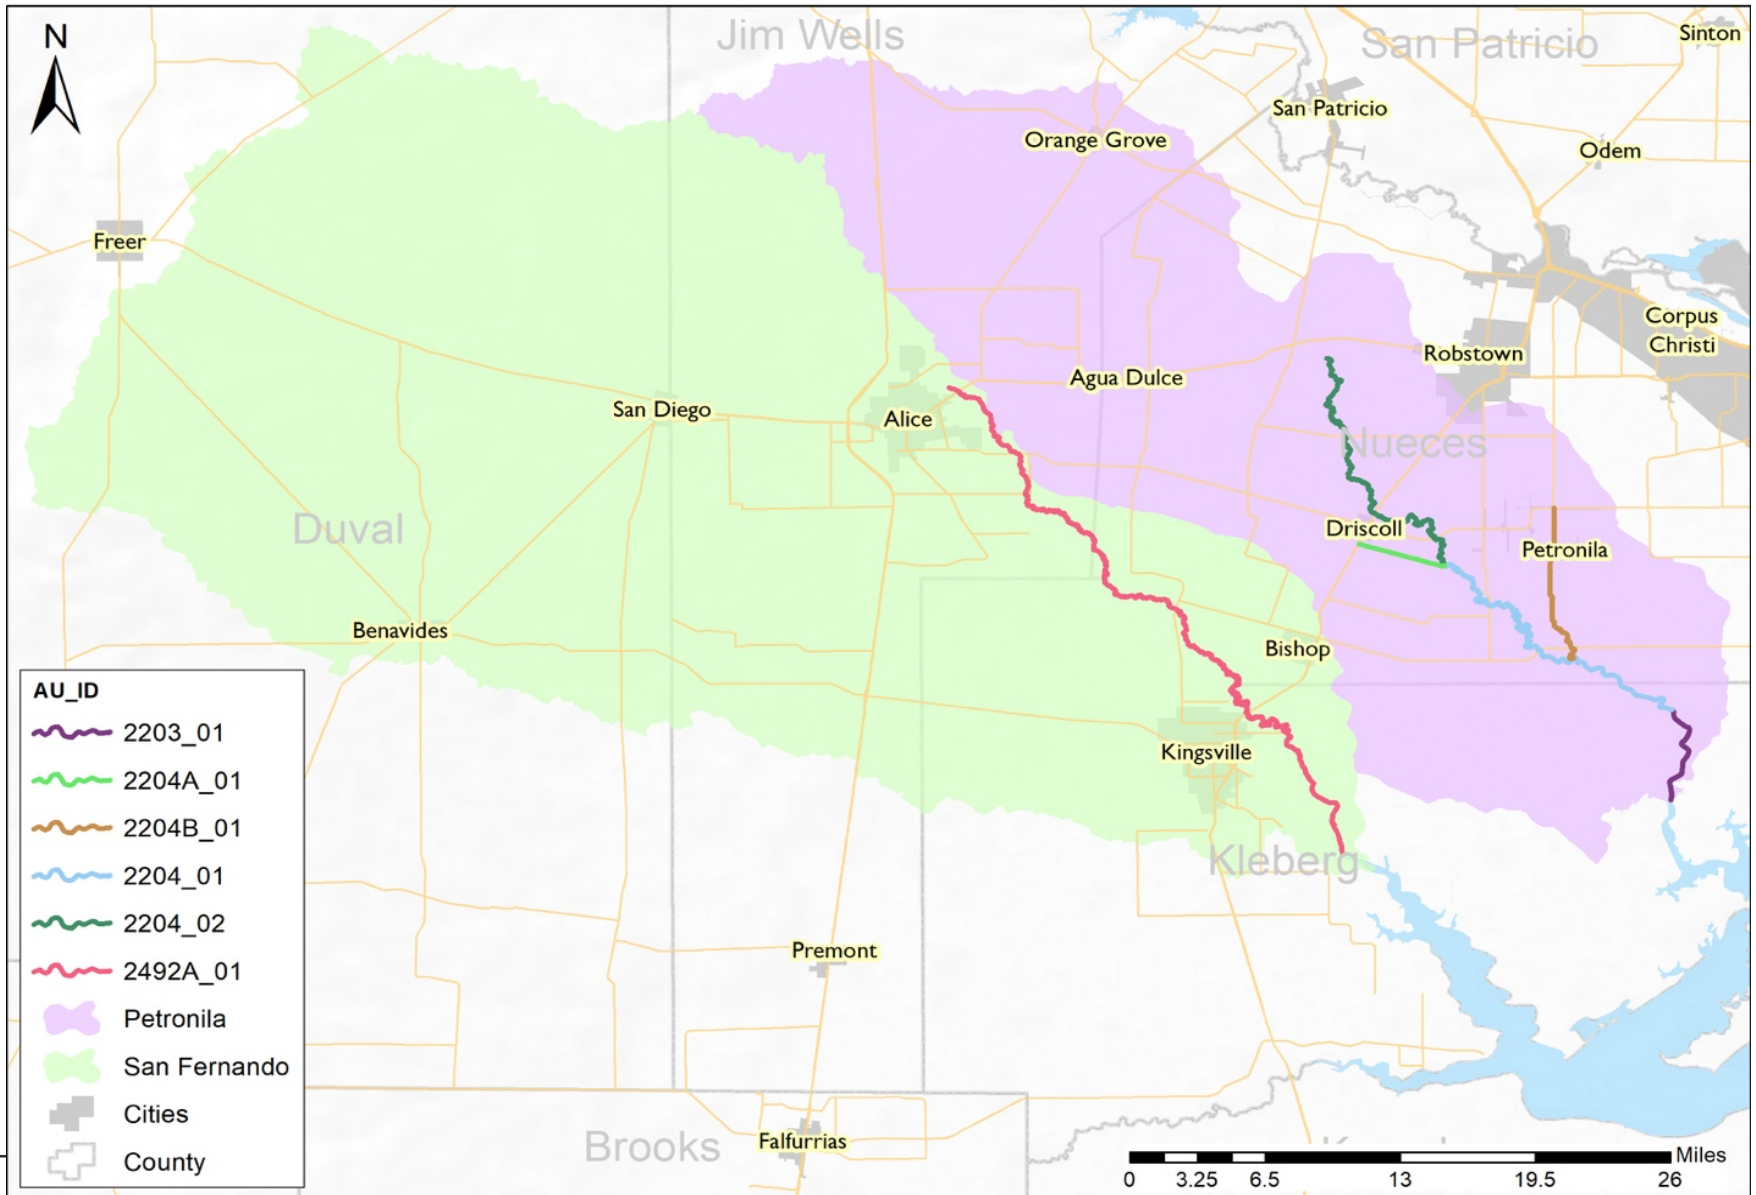 N
Jim Wells
San Patricio
Sinton
San Patricio
Orange Grove
Odem
Freer
Corpus
Christi
Robstown
Agua Dulce
San Diego
Alice
Nueces
Duval
Driscoll
Petronila
Benavides
Bishop
Kingsville
Kleberg
Premont
Brooks
Falfurrias
AU_ID
2203_01
2204A_01
2204B_01
2204_01
2204_02
2492A_01
Petronila
San Fernando
Cities
County
Miles
0 3.25 6.5 13 19.5 26